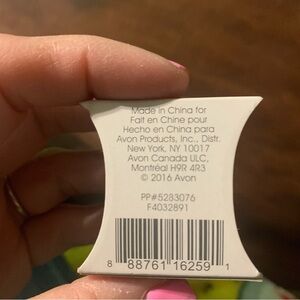 Made in China for
Fait en Chine pour
Hecho en China para
Avon Products, Inc., Distr.
New York, NY 10017
Avon Canada ULC,
Montréal H9R 4R3
© 2016 Avon
PP#5283076
F4032891
8 88761 16259 1